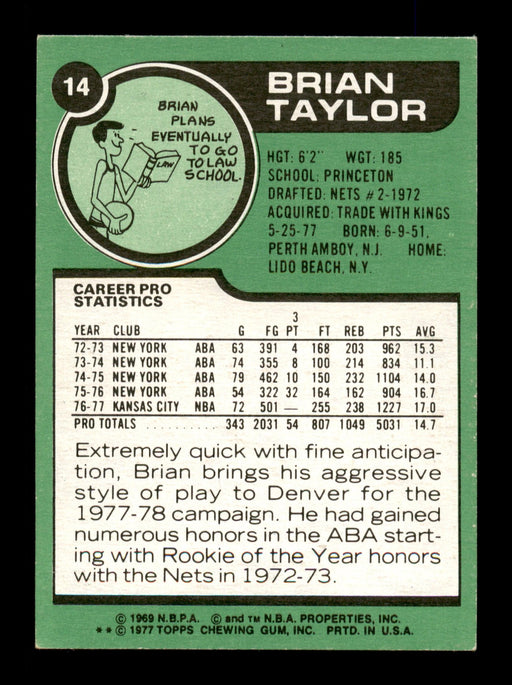 14
BRIAN
PLANS
EVENTUALLY
TO GO
TO LAW
SCHOOL.
LAW
BRIAN
TAYLOR
HGT: 6'2" WGT: 185
SCHOOL: PRINCETON
DRAFTED: NETS #2-1972
ACQUIRED: TRADE WITH KINGS
5-25-77 BORN: 6-9-51,
PERTH AMBOY, N.J. HOME:
LIDO BEACH, N.Y.
CAREER PRO
STATISTICS
3
YEAR CLUB G FG PT FT REB PTS AVG
72-73 NEW YORK ABA 63 391 4 168 203 962 15.3
73-74 NEW YORK ABA 74 355 8 100 214 834 11.1
74-75 NEW YORK ABA 79 462 10 150 232 1104 14.0
75-76 NEW YORK ABA 54 322 32 164 162 904 16.7
76-77 KANSAS CITY NBA 72 501 — 255 238 1227 17.0
PRO TOTALS . . . . . . . . . . 343 2031 54 807 1049 5031 14.7
Extremely quick with fine anticipa-
tion, Brian brings his aggressive
style of play to Denver for the
1977-78 campaign. He had gained
numerous honors in the ABA start-
ing with Rookie of the Year honors
with the Nets in 1972-73.
© 1969 N.B.P.A. © and TM N.B.A. PROPERTIES, INC.
**© 1977 TOPPS CHEWING GUM, INC. PRTD. IN U.S.A.